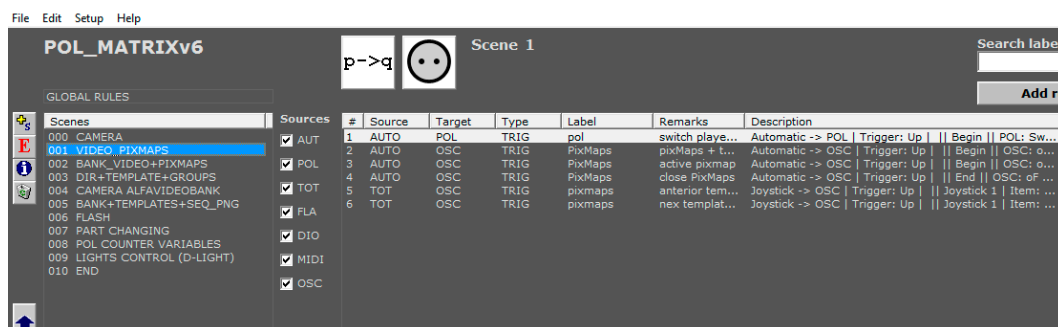 File Edit Setup Help
POL_MATRIXv6
p->q
Scene 1
Search labe
GLOBAL RULES
Add r
Scenes
000 CAMERA
001 VIDEO_PIXMAPS
002 BANK_VIDEO+PIXMAPS
003 DIR+TEMPLATE+GROUPS
004 CAMERA ALFAVIDEOBANK
005 BANK+TEMPLATES+SEQ_PNG
006 FLASH
007 PART CHANGING
008 POL COUNTER VARIABLES
009 LIGHTS CONTROL (D-LIGHT)
010 END
+s
E
i
Sources
AUT
POL
TOT
FLA
DIO
MIDI
OSC
# Source Target Type Label Remarks Description
1 AUTO POL TRIG pol switch playe... Automatic -> POL | Trigger: Up | || Begin || POL: Sw...
2 AUTO OSC TRIG PixMaps pixMaps + t... Automatic -> OSC | Trigger: Up | || Begin || OSC: o...
3 AUTO OSC TRIG PixMaps active pixmap Automatic -> OSC | Trigger: Up | || Begin || OSC: o...
4 AUTO OSC TRIG PixMaps close PixMaps Automatic -> OSC | Trigger: Up | || End || OSC: oF ...
5 TOT OSC TRIG pixmaps anterior tem... Joystick -> OSC | Trigger: Up | || Joystick 1 | Item: ...
6 TOT OSC TRIG pixmaps nex templat... Joystick -> OSC | Trigger: Up | || Joystick 1 | Item: ...